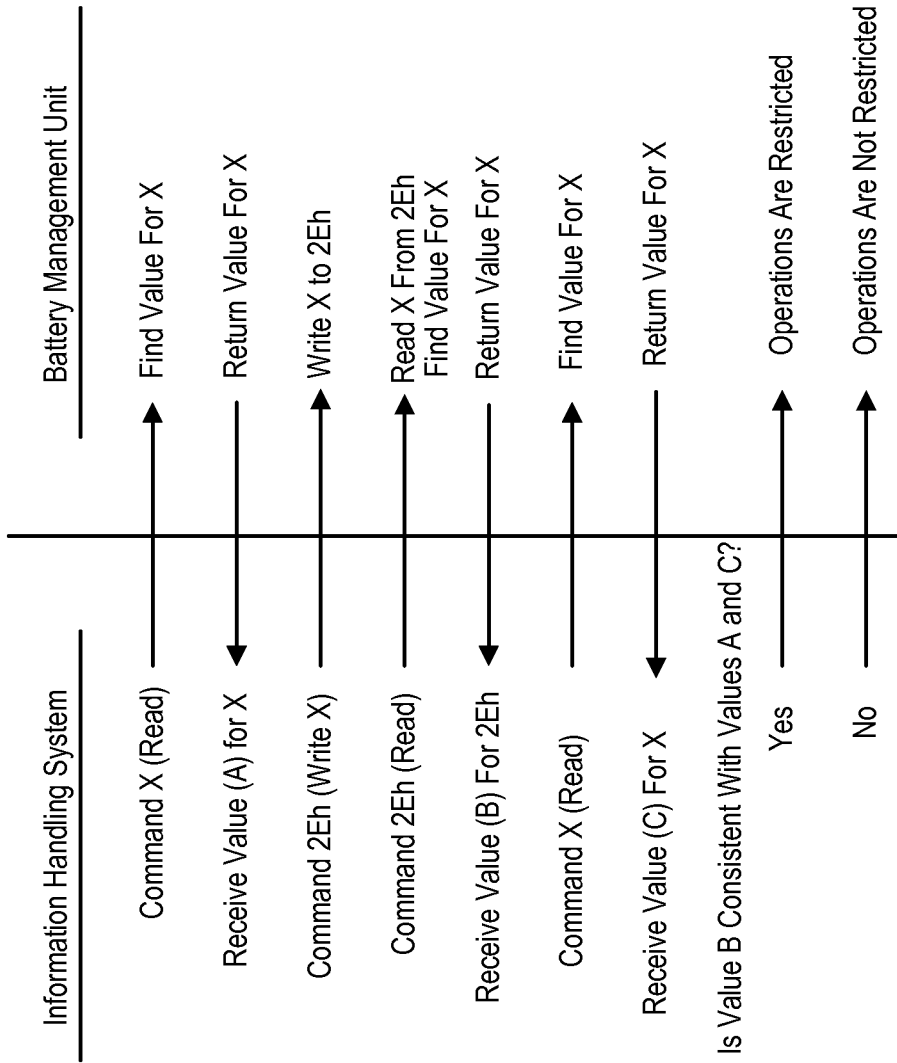 Information Handling System
Battery Management Unit
Command X (Read)
Find Value For X
Receive Value (A) for X
Return Value For X
Command 2Eh (Write X)
Write X to 2Eh
Command 2Eh (Read)
Read X From 2Eh
Find Value For X
Receive Value (B) For 2Eh
Return Value For X
Command X (Read)
Find Value For X
Receive Value (C) For X
Return Value For X
Is Value B Consistent With Values A and C?
Yes
Operations Are Restricted
No
Operations Are Not Restricted